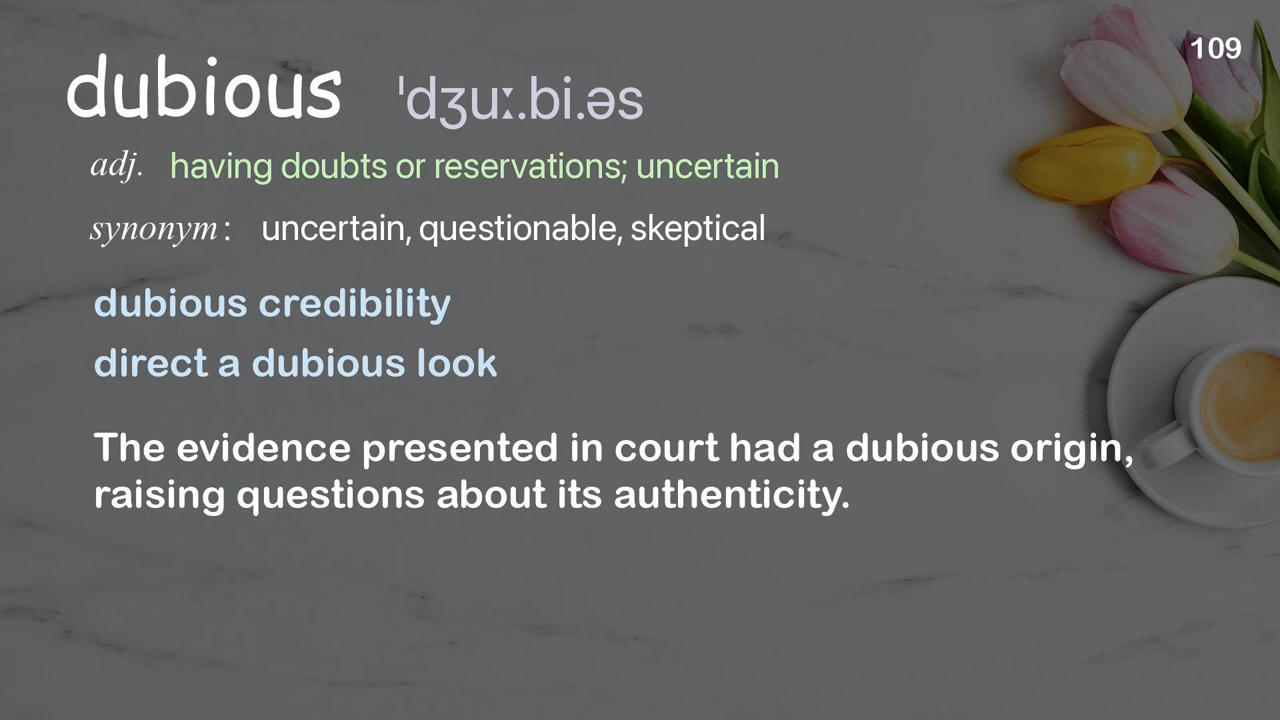 109
dubious ˈdʒuː.bi.əs
adj. having doubts or reservations; uncertain
synonym: uncertain, questionable, skeptical
dubious credibility
direct a dubious look
The evidence presented in court had a dubious origin,
raising questions about its authenticity.